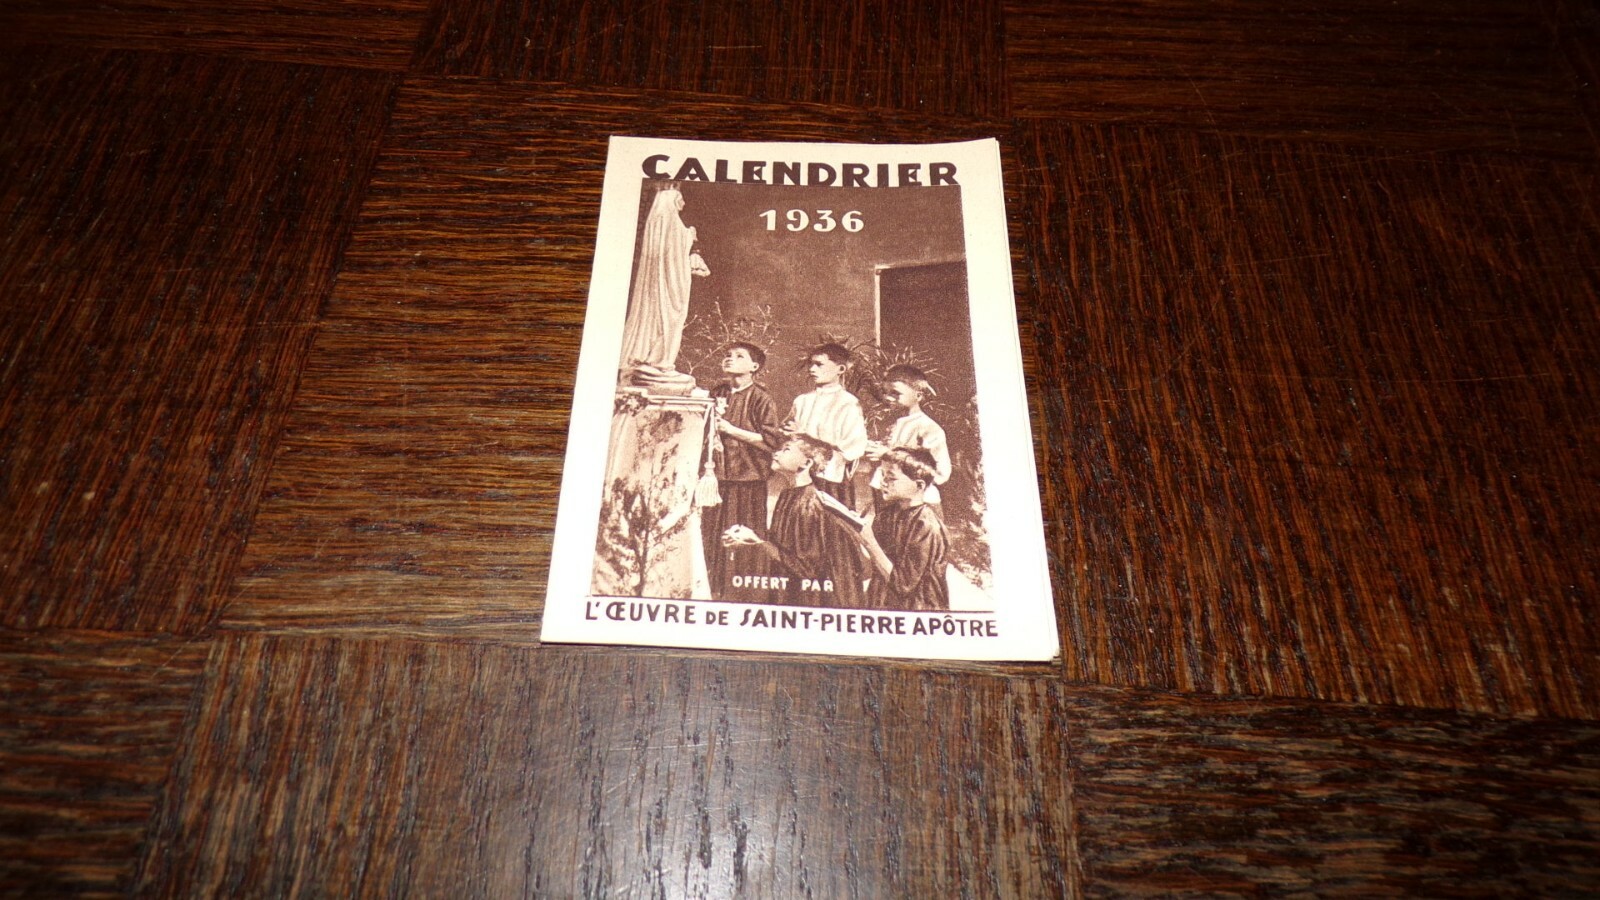 CALENDRIER
1936
OFFERT PAR
L'ŒUVRE DE SAINT-PIERRE APÔTRE